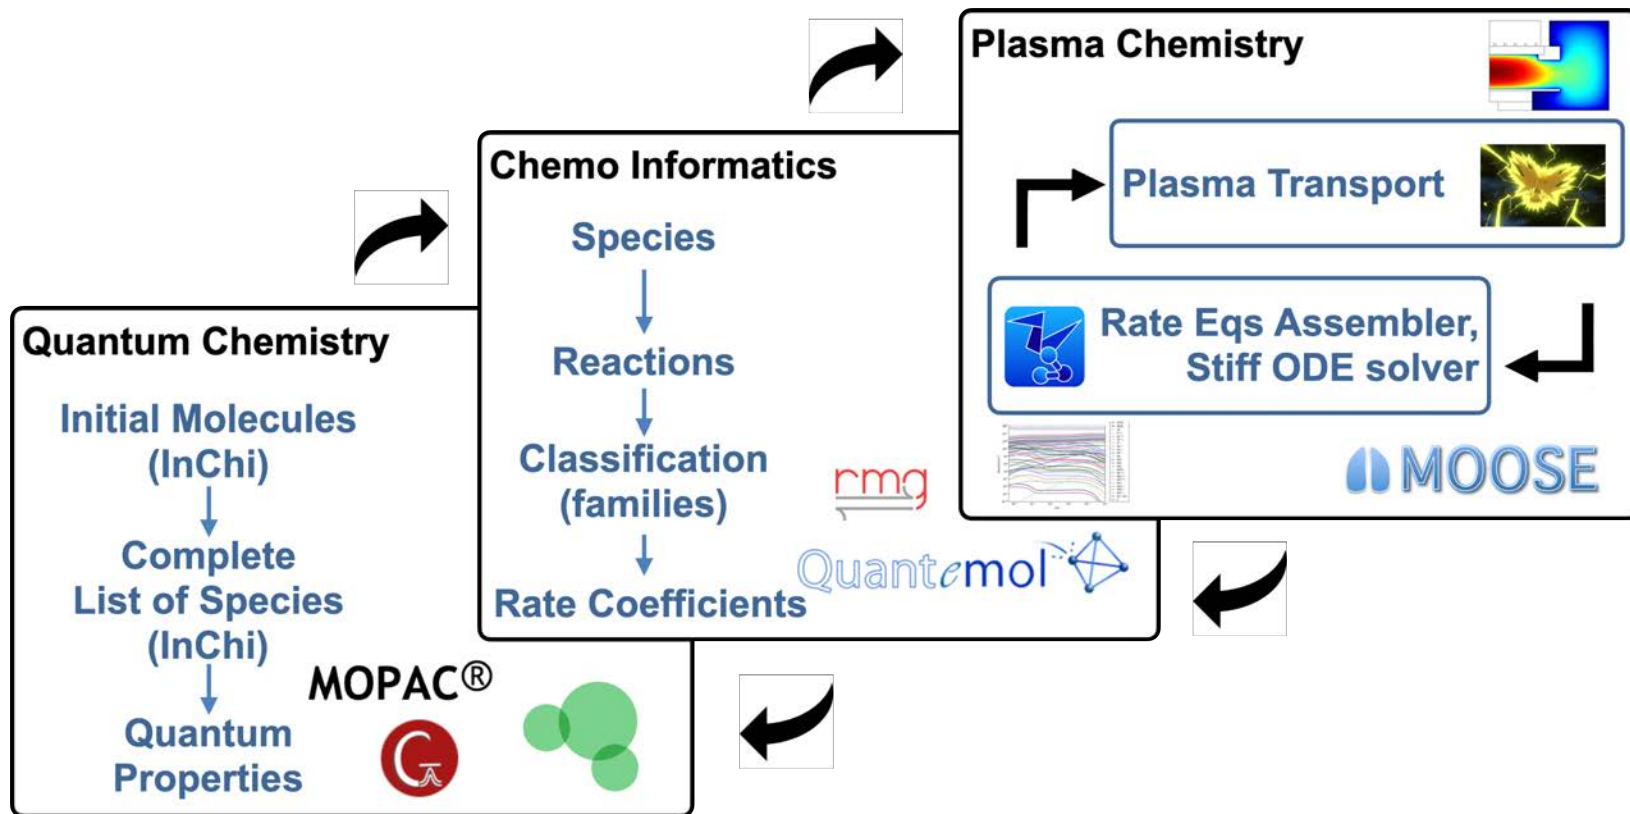 Plasma Chemistry
Plasma Transport
Rate Eqs Assembler,
Stiff ODE solver
MOOSE
Chemo Informatics
Species
Reactions
Classification
(families)
Rate Coefficients
rmg
Quantemol
Quantum Chemistry
Initial Molecules
(InChi)
Complete
List of Species
(InChi)
Quantum
Properties
MOPAC®